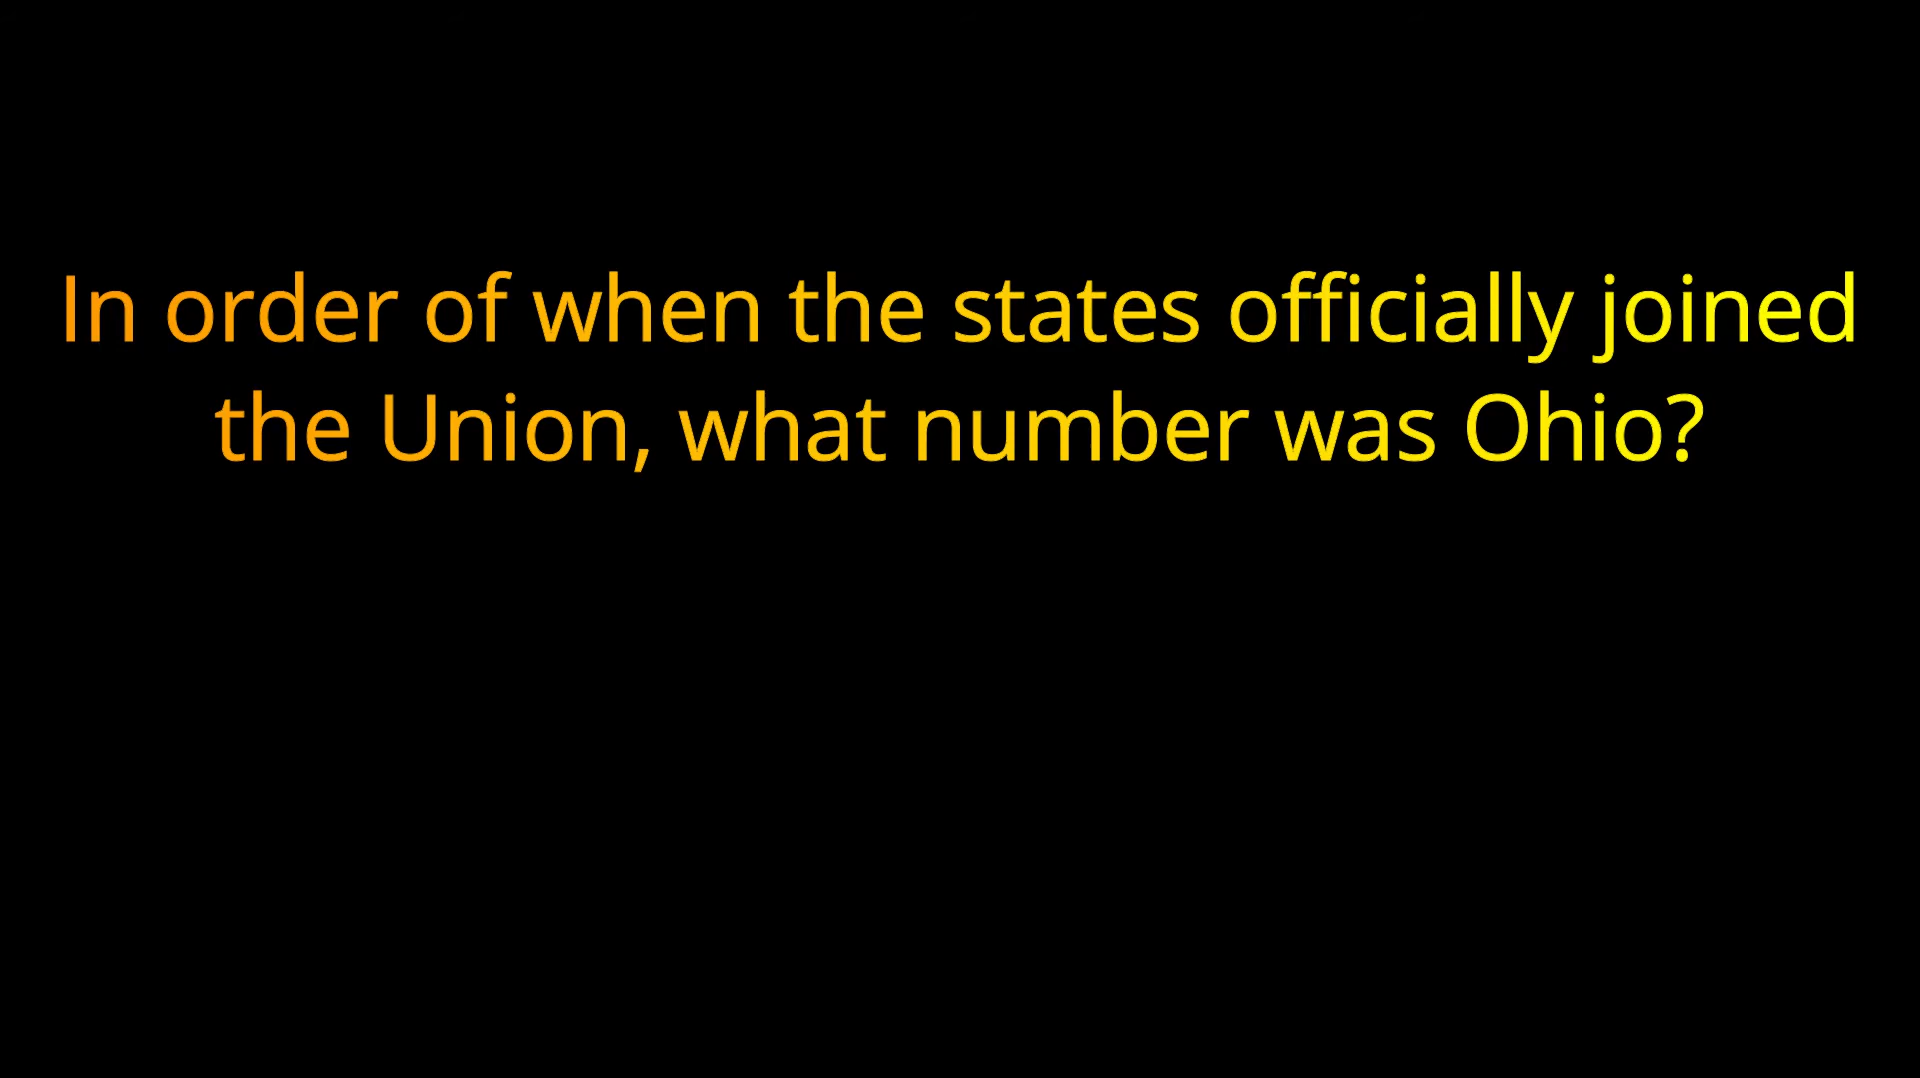 In order of when the states officially joined
the Union, what number was Ohio?